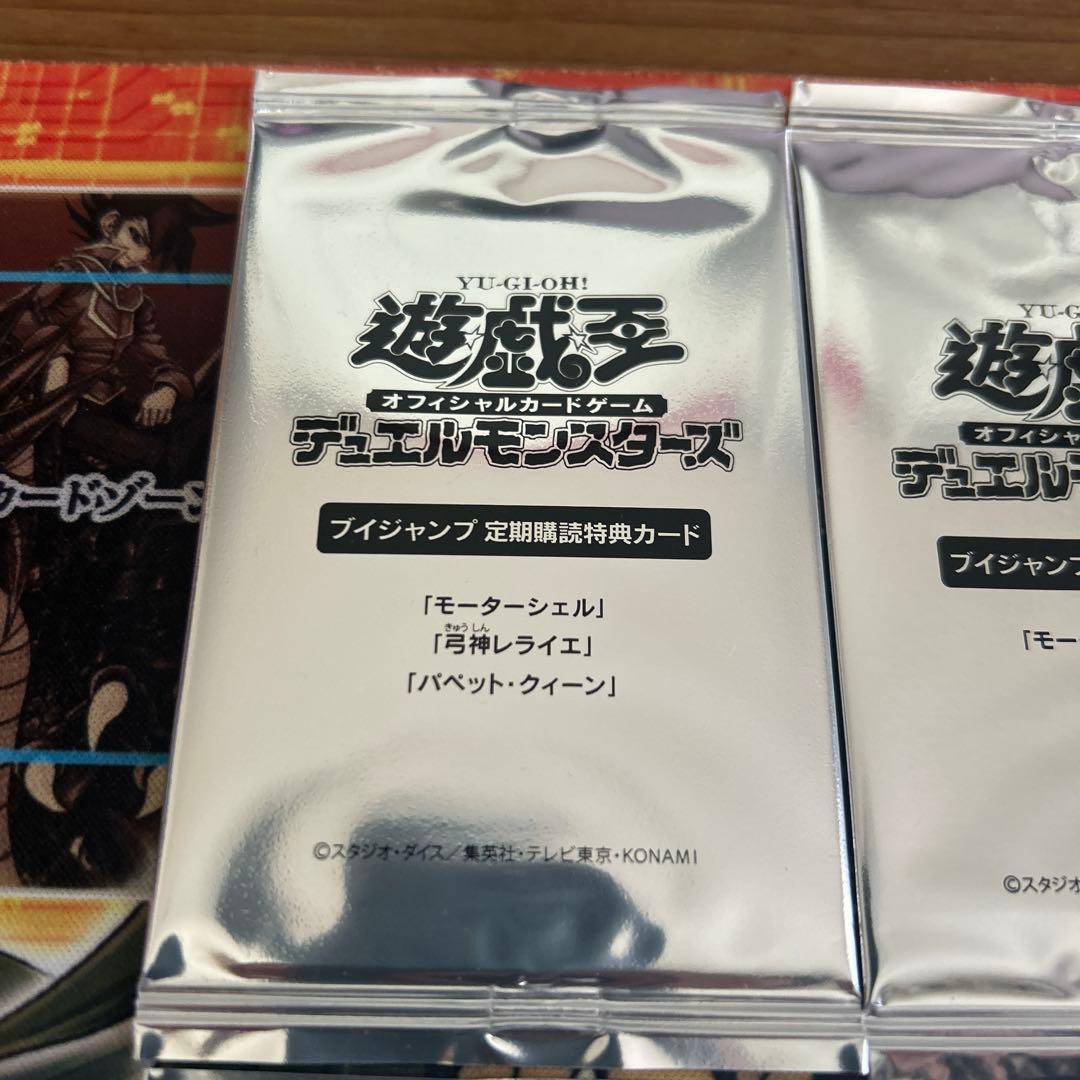 YU-GI-OH!
遊戯王
オフィシャルカードゲーム
デュエルモンスターズ
ブイジャンプ 定期購読特典カード
「モーターシェル」
きゅうしん
「弓神レライエ」
「パペット・クィーン」
©スタジオ・ダイス／集英社・テレビ東京・KONAMI
YU-G
遊戯
オフィシャ
デュエルモ
ブイジャンプ
「モー
©スタジオ
カードゾーン